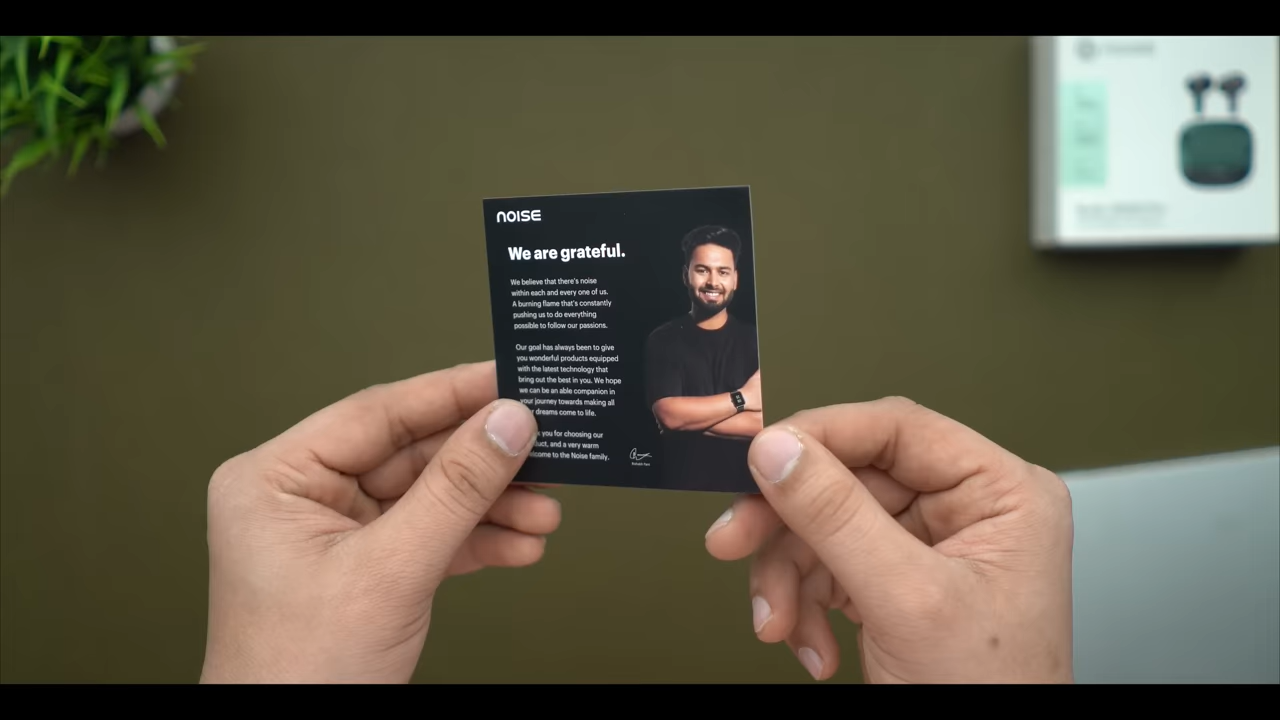 NOISE
We are grateful.
We believe that there's noise
within each and every one of us.
A burning flame that's constantly
pushing us to do everything
possible to follow our passions.
Our goal has always been to give
you wonderful products equipped
with the latest technology that
bring out the best in you. We hope
we can be an able companion in
your journey towards making all
dreams come to life.
you for choosing our
and a very warm
to the Noise family.